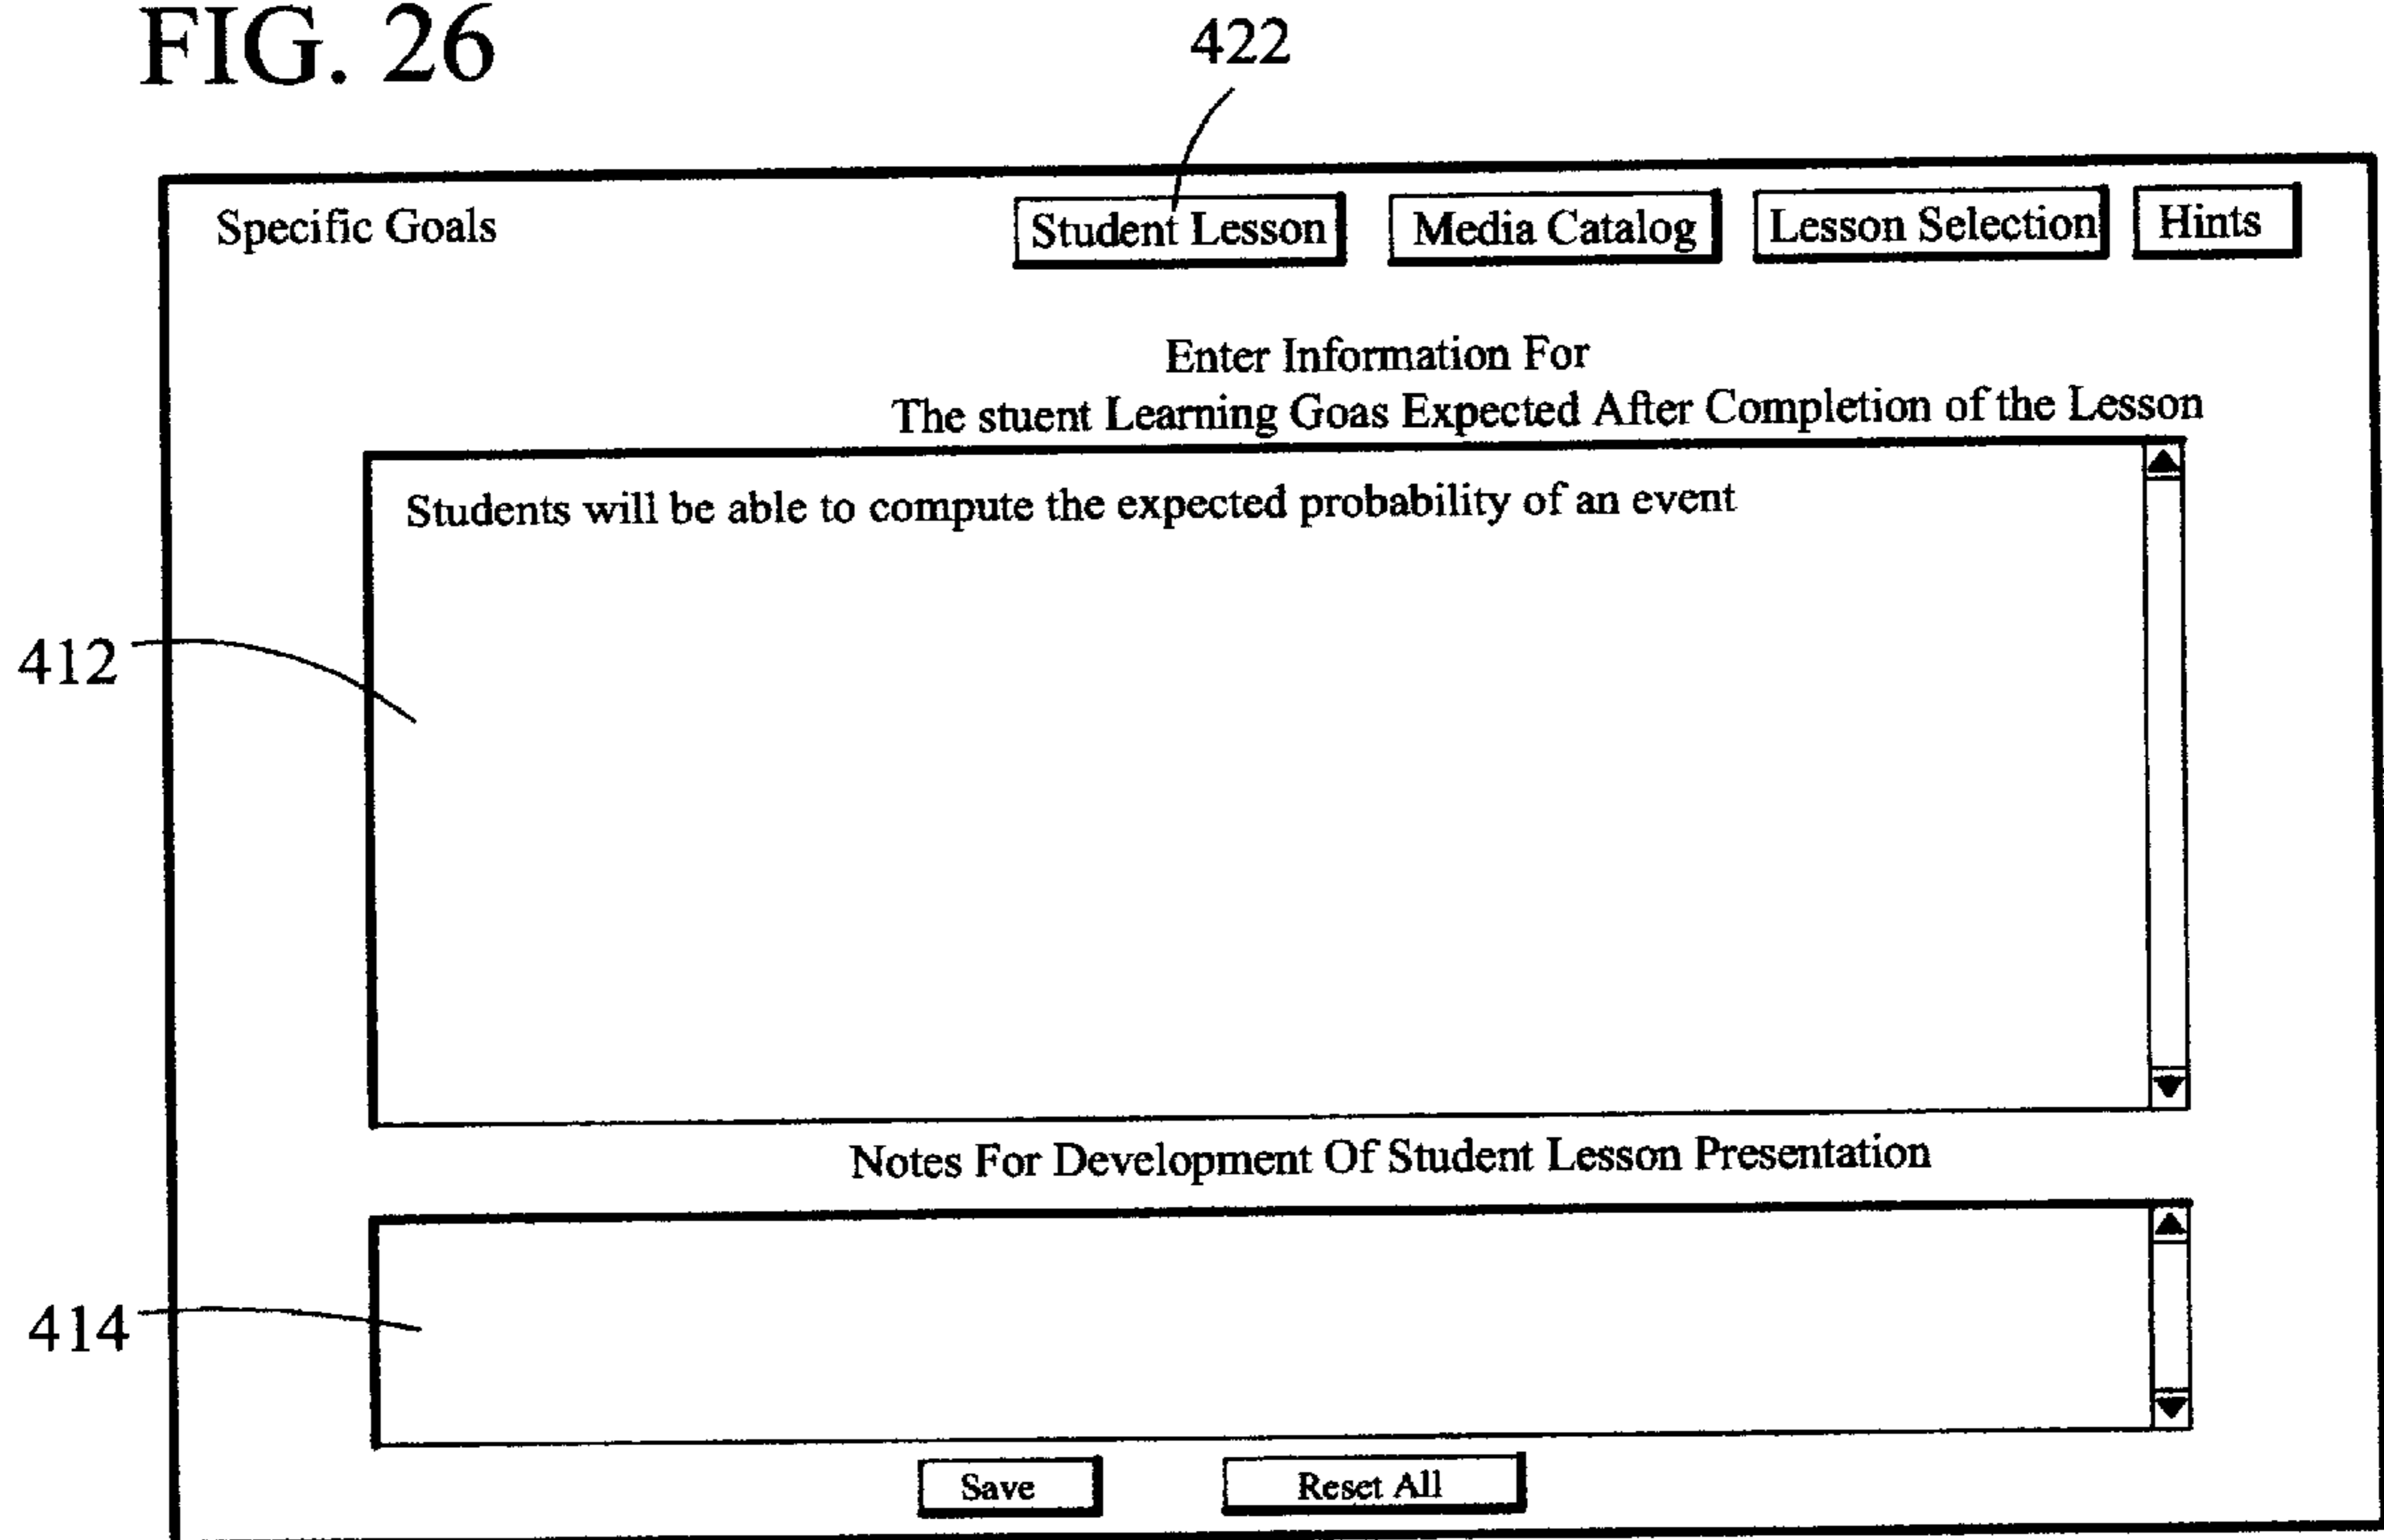 FIG. 26
422
Specific Goals
Student Lesson
Media Catalog
Lesson Selection
Hints
Enter Information For
The stuent Learning Goas Expected After Completion of the Lesson
Students will be able to compute the expected probability of an event
412
Notes For Development Of Student Lesson Presentation
414
Save
Reset All